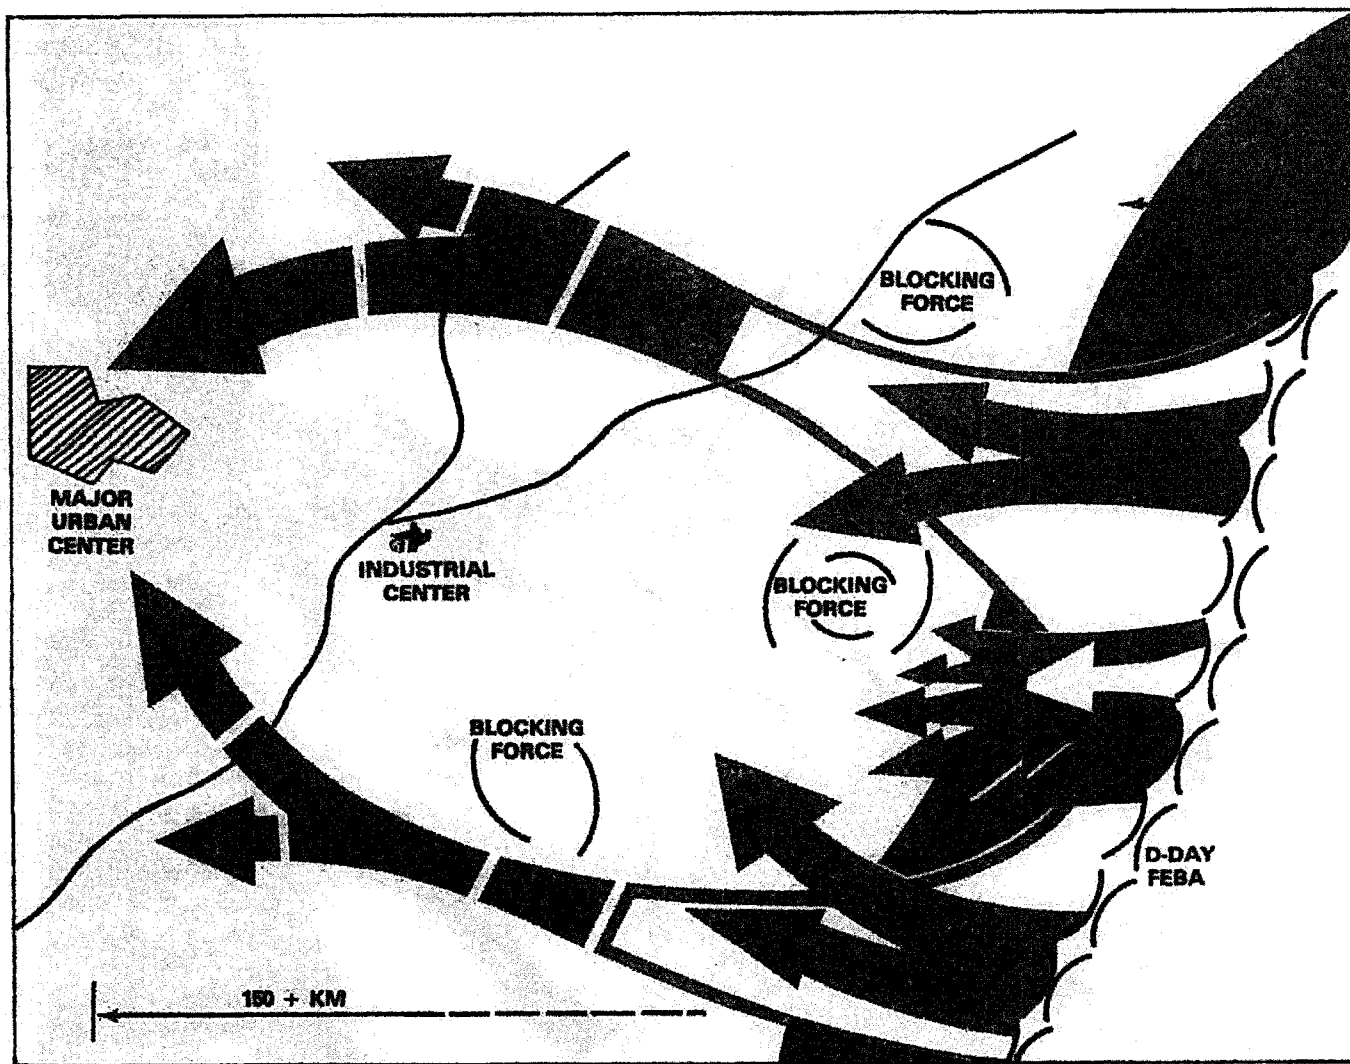 BLOCKING
FORCE
MAJOR
URBAN
CENTER
INDUSTRIAL
CENTER
BLOCKING
FORCE
BLOCKING
FORCE
D-DAY
FEBA
150 + KM